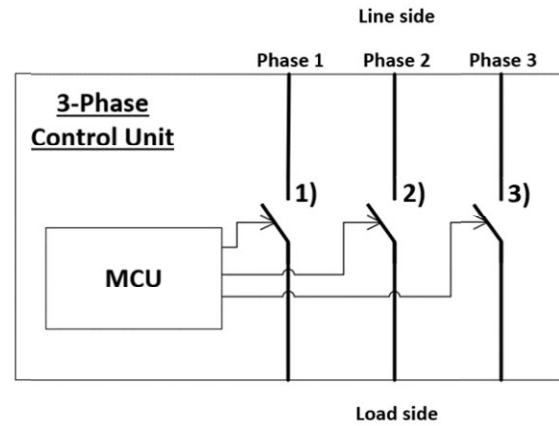 Line side
Phase 1 Phase 2 Phase 3
3-Phase
Control Unit
1) 2) 3)
MCU
Load side